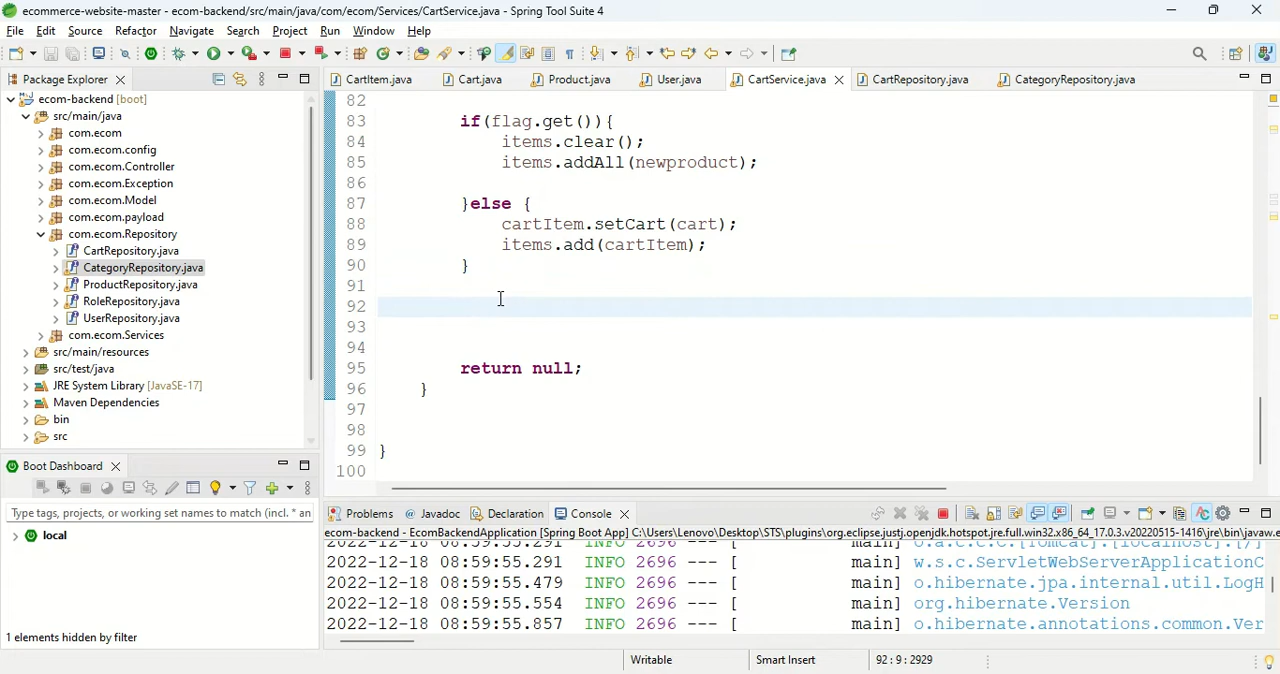 ecommerce-website-master - ecom-backend/src/main/java/com/ecom/Services/CartService.java - Spring Tool Suite 4
File Edit Source Refactor Navigate Search Project Run Window Help
Package Explorer
CartItem.java Cart.java Product.java User.java CartService.java CartRepository.java CategoryRepository.java
ecom-backend [boot]
src/main/java
com.ecom
com.ecom.config
com.ecom.Controller
com.ecom.Exception
com.ecom.Model
com.ecom.payload
com.ecom.Repository
CartRepository.java
CategoryRepository.java
ProductRepository.java
RoleRepository.java
UserRepository.java
com.ecom.Services
src/main/resources
src/test/java
JRE System Library [JavaSE-17]
Maven Dependencies
bin
src
82
83 if(flag.get()){
84 items.clear();
85 items.addAll(newproduct);
86
87 }else {
88 cartItem.setCart(cart);
89 items.add(cartItem);
90 }
91
92
93
94
95 return null;
96 }
97
98
99 }
100
Boot Dashboard
Type tags, projects, or working set names to match (incl. * an
local
1 elements hidden by filter
Problems Javadoc Declaration Console
ecom-backend - EcomBackendApplication [Spring Boot App] C:\Users\Lenovo\Desktop\STS\plugins\org.eclipse.justj.openjdk.hotspot.jre.full.win32.x86_64_17.0.3.v20220515-1416\jre\bin\javaw.e
2022-12-18 08:59:55.291 INFO 2696 --- [ main] o.a.c.c.C.[Tomcat].[localhost].[/]
2022-12-18 08:59:55.291 INFO 2696 --- [ main] w.s.c.ServletWebServerApplicationC
2022-12-18 08:59:55.479 INFO 2696 --- [ main] o.hibernate.jpa.internal.util.LogH
2022-12-18 08:59:55.554 INFO 2696 --- [ main] org.hibernate.Version
2022-12-18 08:59:55.857 INFO 2696 --- [ main] o.hibernate.annotations.common.Ver
Writable Smart Insert 92 : 9 : 2929